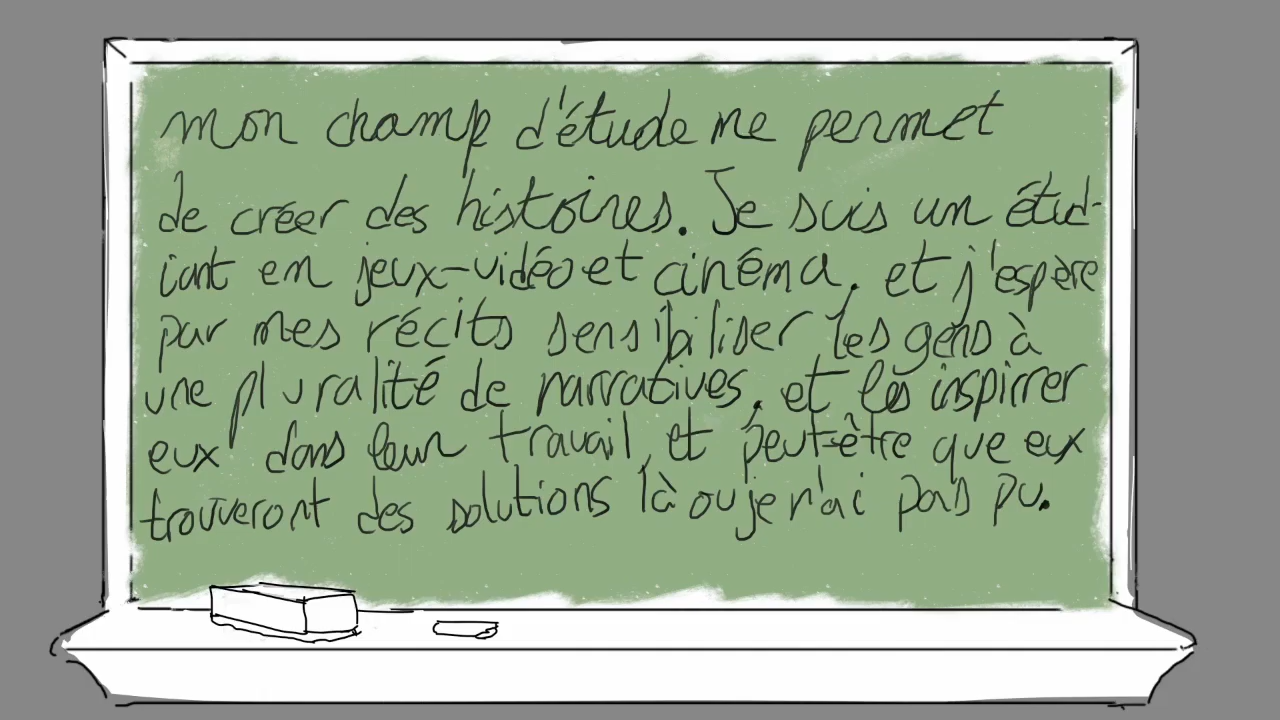 mon champ d'étude me permet
de créer des histoires. Je suis un étud-
iant en jeux-vidéo et cinéma, et j'espère
par mes récits sensibiliser les gens à
une pluralité de narratives, et les inspirrer
eux dans leur travail, et peut-être que eux
trouveront des solutions là ou je n'ai pas pu.